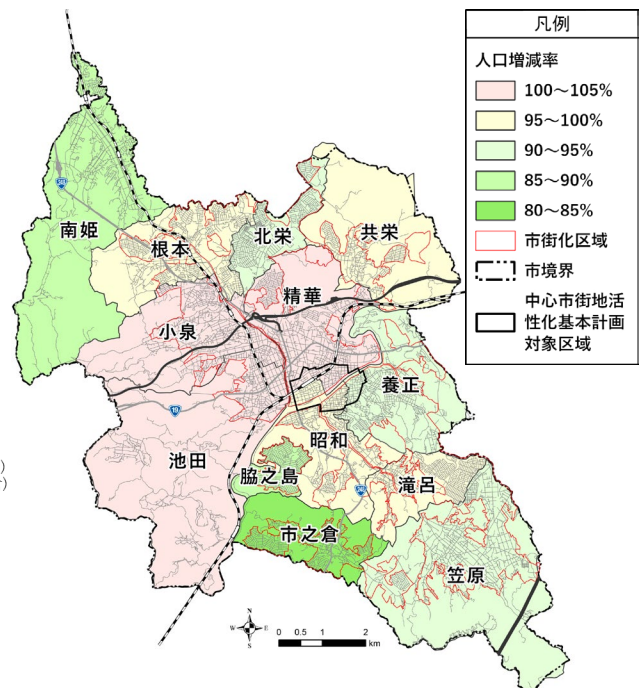 凡例
人口増減率
100～105%
95～100%
90～95%
85～90%
80～85%
市街化区域
市境界
中心市街地活
性化基本計画
対象区域
南姫
根本
北栄
共栄
精華
小泉
養正
19
池田
昭和
脇之島
滝呂
市之倉
笠原
N
W
E
S
0 0.5 1 2
km